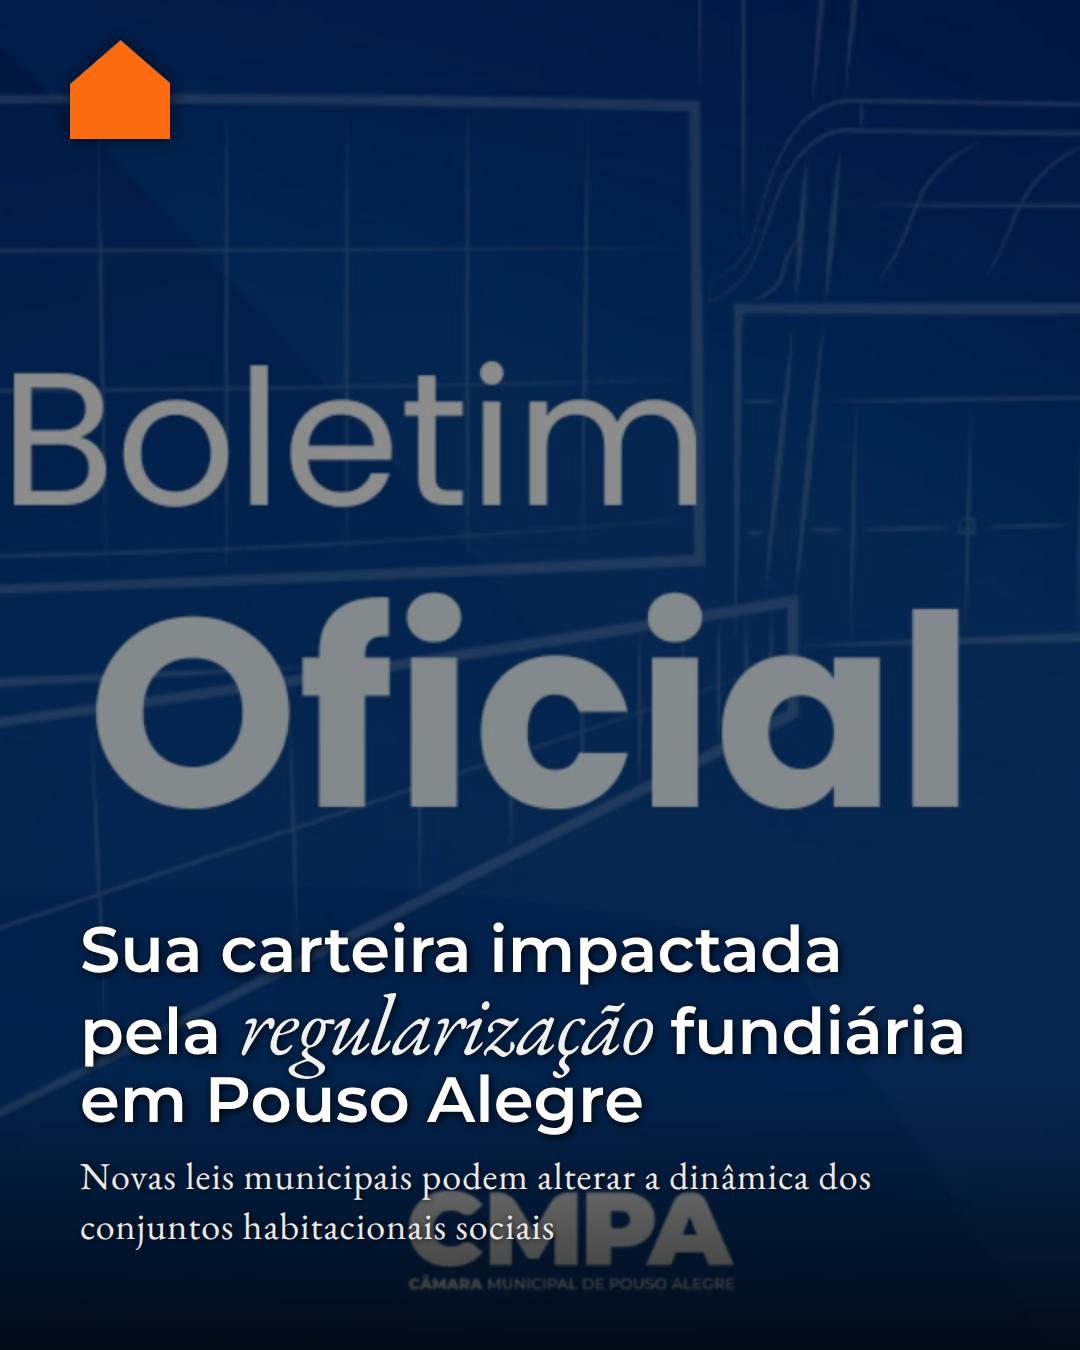 Boletim
Oficial
Sua carteira impactada
pela regularização fundiária
em Pouso Alegre
Novas leis municipais podem alterar a dinâmica dos
conjuntos habitacionais sociais
CMPA
CÂMARA MUNICIPAL DE POUSO ALEGRE